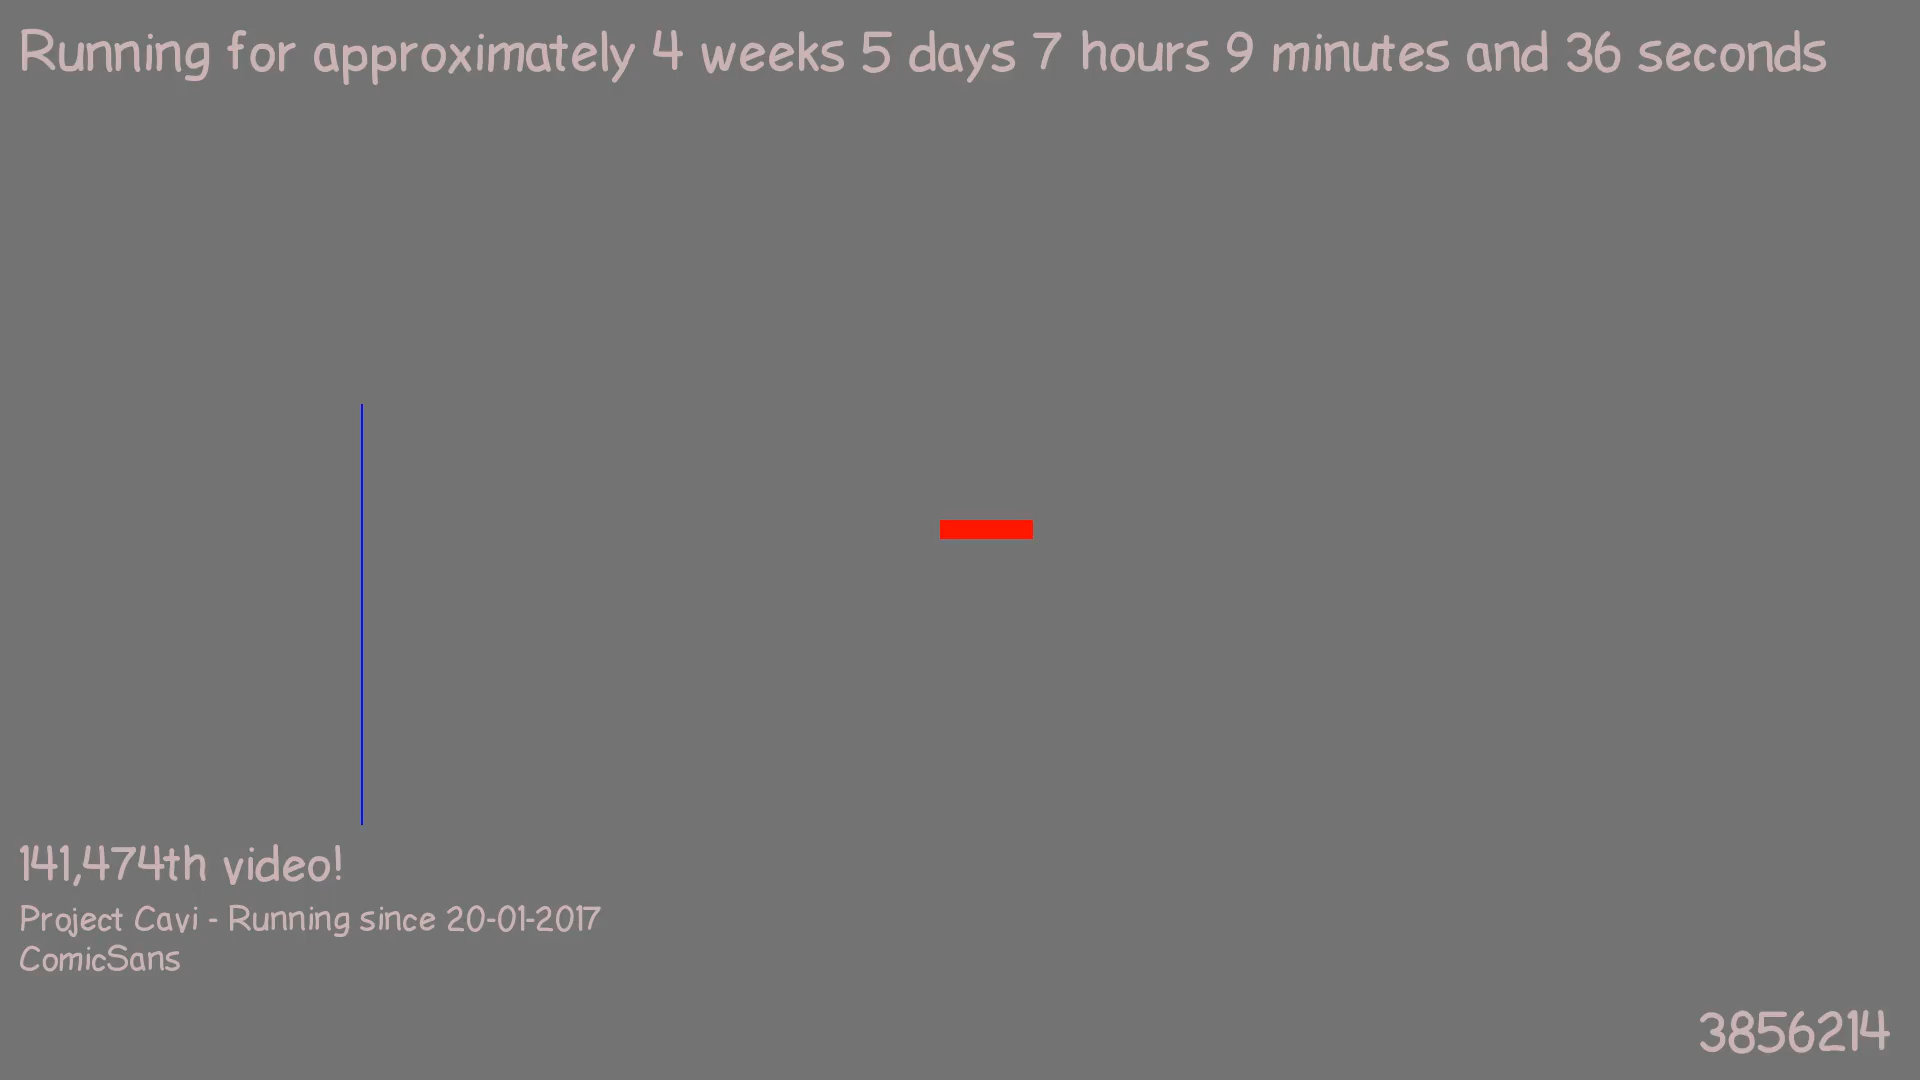 Running for approximately 4 weeks 5 days 7 hours 9 minutes and 36 seconds
141,474th video!
Project Cavi - Running since 20-01-2017
ComicSans
3856214